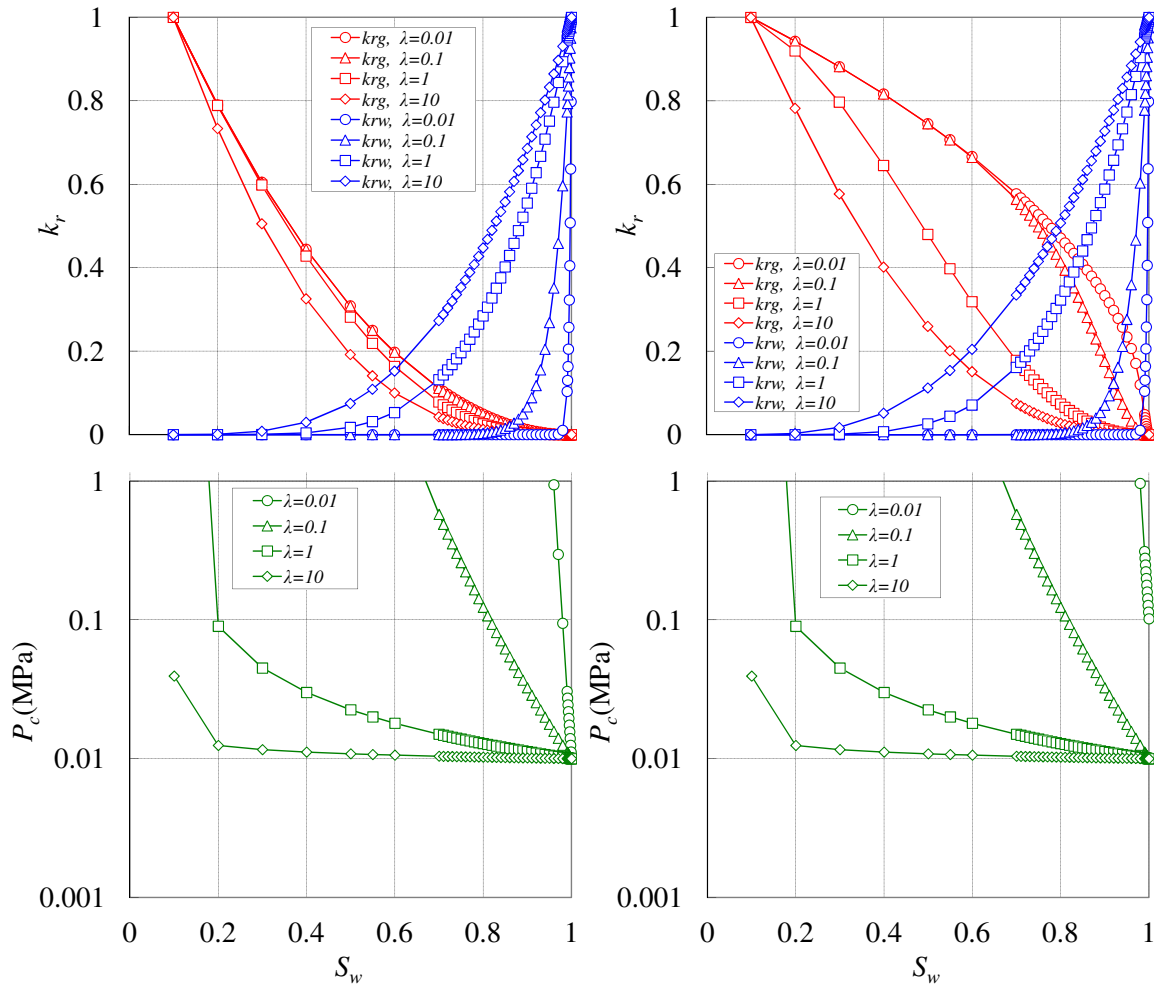 1
0.8
0.6
0.4
0.2
0
k_r
krg, λ=0.01
krg, λ=0.1
krg, λ=1
krg, λ=10
krw, λ=0.01
krw, λ=0.1
krw, λ=1
krw, λ=10
1
0.8
0.6
0.4
0.2
0
k_r
krg, λ=0.01
krg, λ=0.1
krg, λ=1
krg, λ=10
krw, λ=0.01
krw, λ=0.1
krw, λ=1
krw, λ=10
1
0.1
0.01
0.001
P_c(MPa)
λ=0.01
λ=0.1
λ=1
λ=10
0 0.2 0.4 0.6 0.8 1
S_w
1
0.1
0.01
0.001
P_c(MPa)
λ=0.01
λ=0.1
λ=1
λ=10
0 0.2 0.4 0.6 0.8 1
S_w